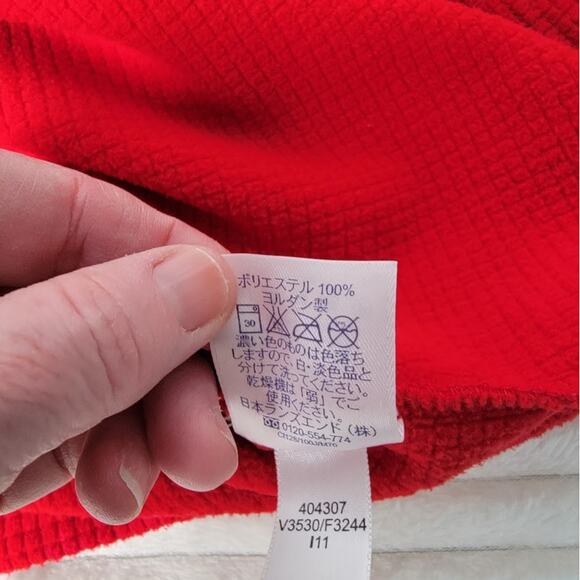 ポリエステル 100%
ヨルダン製
30
濃い色のものは色落ち
しますので、白・淡色品と
分けて洗ってください。
乾燥機は「弱」でご
使用ください。
日本ランズエンド（株）
0120-554-774
404307
V3530/F3244
I11